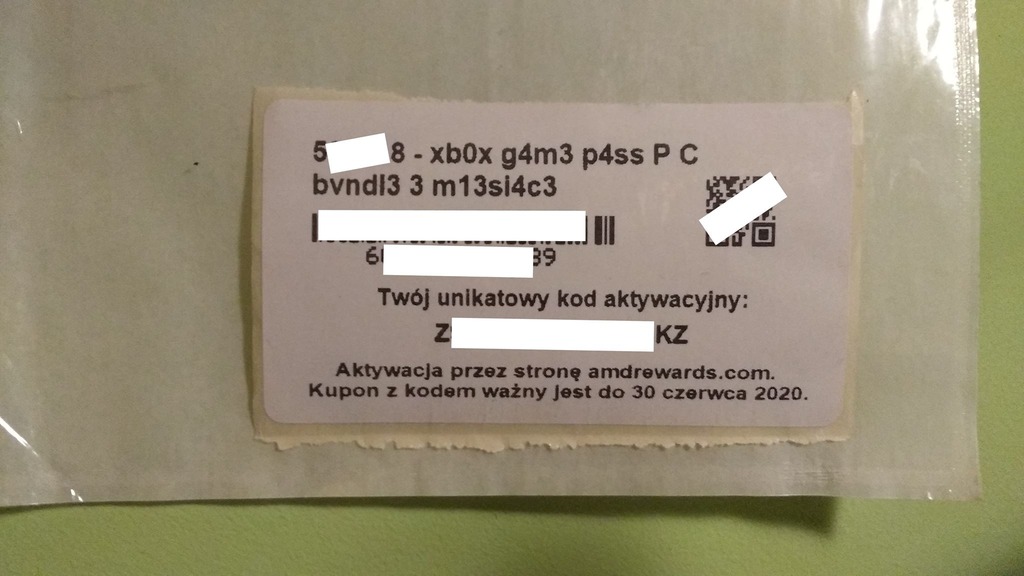 5 8 - xb0x g4m3 p4ss P C
bvndl3 3 m13si4c3
6 39
Twój unikatowy kod aktywacyjny:
Z KZ
Aktywacja przez stronę amdrewards.com.
Kupon z kodem ważny jest do 30 czerwca 2020.